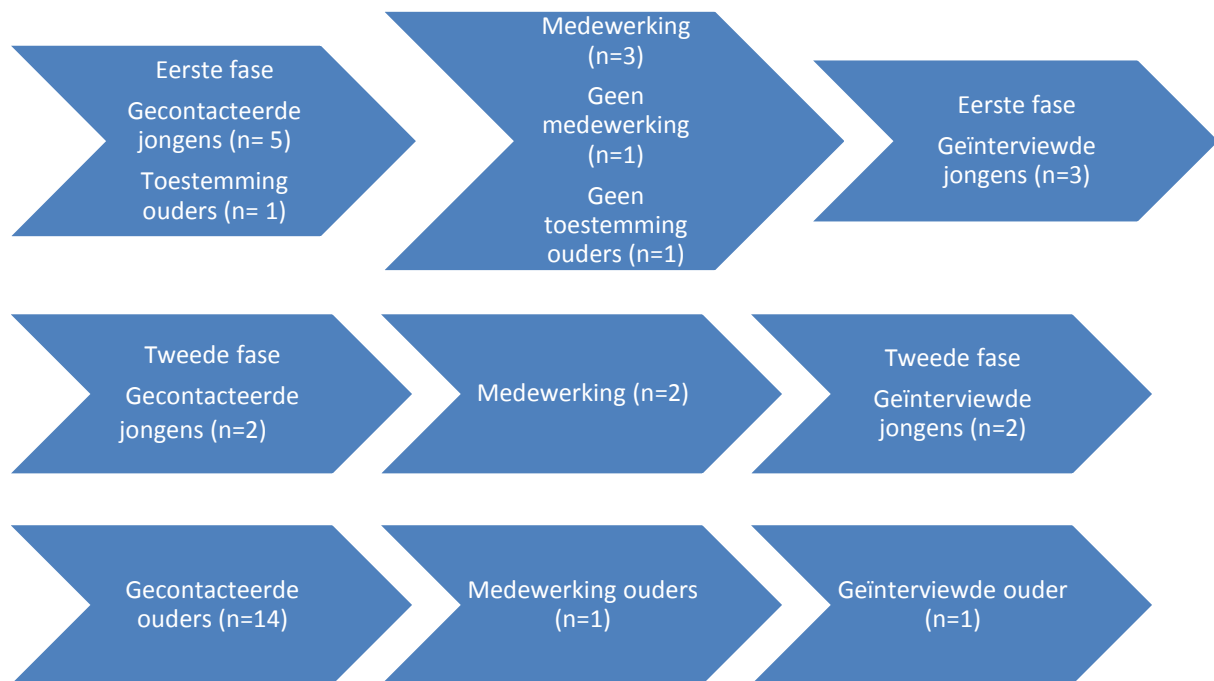 Eerste fase
Gecontacteerde
jongens (n= 5)
Toestemming
ouders (n= 1)
Medewerking
(n=3)
Geen
medewerking
(n=1)
Geen
toestemming
ouders (n=1)
Eerste fase
Geïnterviewde
jongens (n=3)
Tweede fase
Gecontacteerde
jongens (n=2)
Medewerking (n=2)
Tweede fase
Geïnterviewde
jongens (n=2)
Gecontacteerde
ouders (n=14)
Medewerking ouders
(n=1)
Geïnterviewde ouder
(n=1)